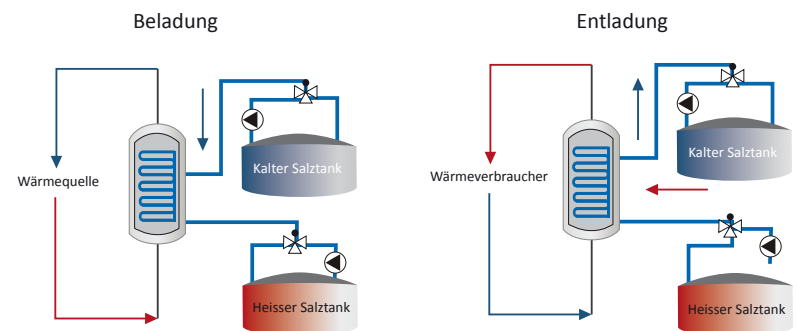 Beladung
Entladung
Wärmequelle
Kalter Salztank
Heisser Salztank
Wärmeverbraucher
Kalter Salztank
Heisser Salztank